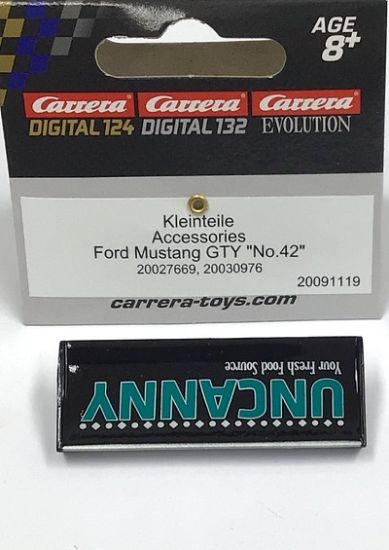 AGE
8+
Carrera
DIGITAL 124
Carrera
DIGITAL 132
Carrera
EVOLUTION
Kleinteile
Accessories
Ford Mustang GTY "No.42"
20027669, 20030976
20091119
carrera-toys.com
UNCANNY
Your Fresh Food Source